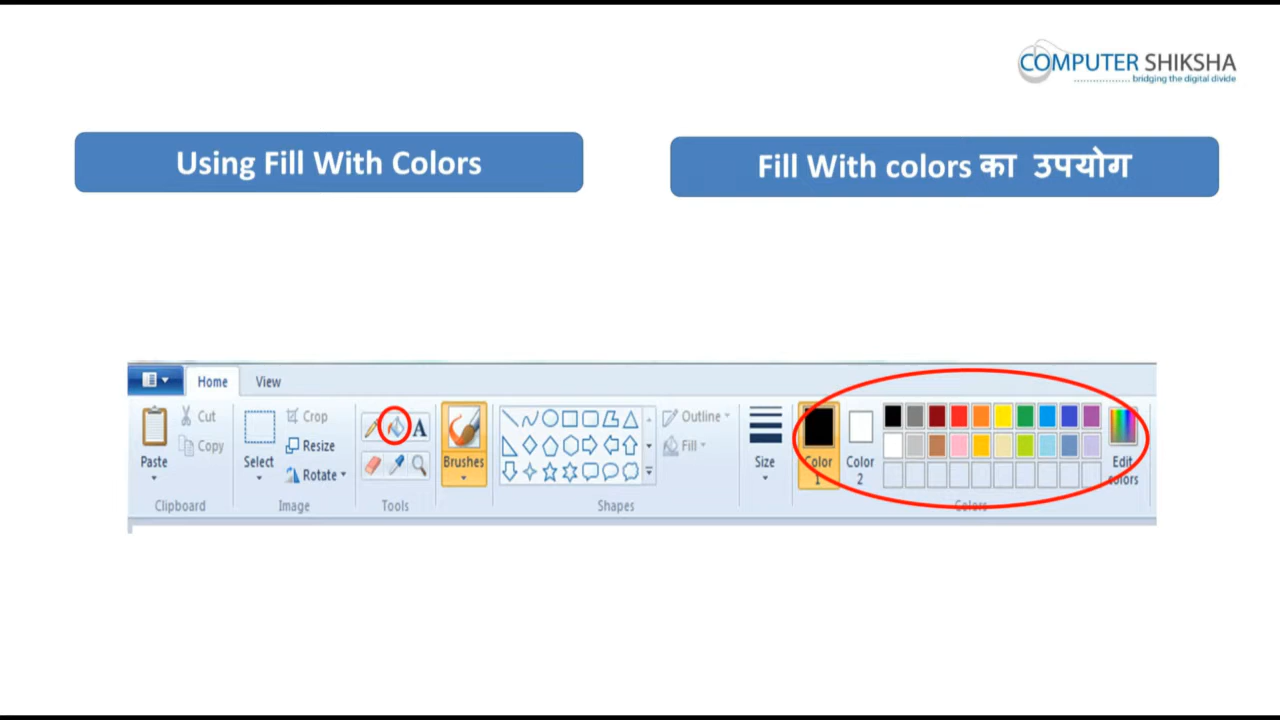 COMPUTER SHIKSHA
bridging the digital divide
Using Fill With Colors
Fill With colors का उपयोग
Home View
Cut
Copy
Paste
Clipboard
Select
Crop
Resize
Rotate
Image
A
Tools
Brushes
Outline
Fill
Shapes
Size
Color
1
Color
2
Edit
colors
Colors